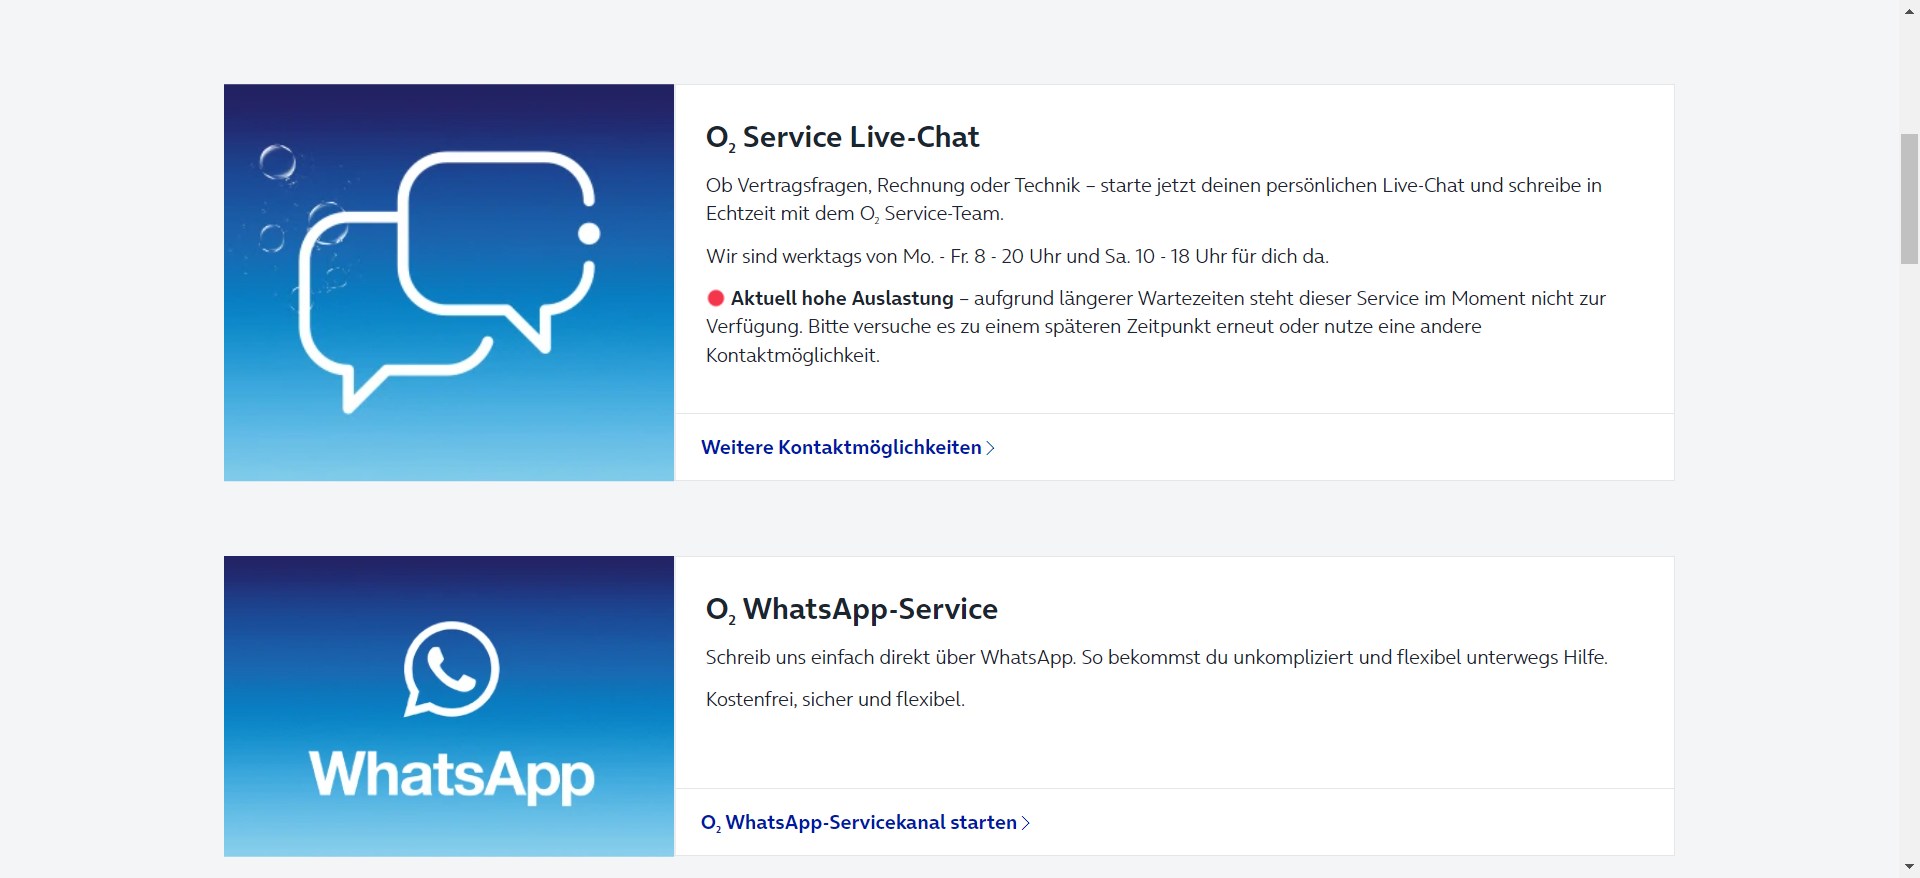 O₂ Service Live-Chat
Ob Vertragsfragen, Rechnung oder Technik – starte jetzt deinen persönlichen Live-Chat und schreibe in
Echtzeit mit dem O₂ Service-Team.
Wir sind werktags von Mo. - Fr. 8 - 20 Uhr und Sa. 10 - 18 Uhr für dich da.
🔴 Aktuell hohe Auslastung – aufgrund längerer Wartezeiten steht dieser Service im Moment nicht zur
Verfügung. Bitte versuche es zu einem späteren Zeitpunkt erneut oder nutze eine andere
Kontaktmöglichkeit.
Weitere Kontaktmöglichkeiten
WhatsApp
O₂ WhatsApp-Service
Schreib uns einfach direkt über WhatsApp. So bekommst du unkompliziert und flexibel unterwegs Hilfe.
Kostenfrei, sicher und flexibel.
O₂ WhatsApp-Servicekanal starten